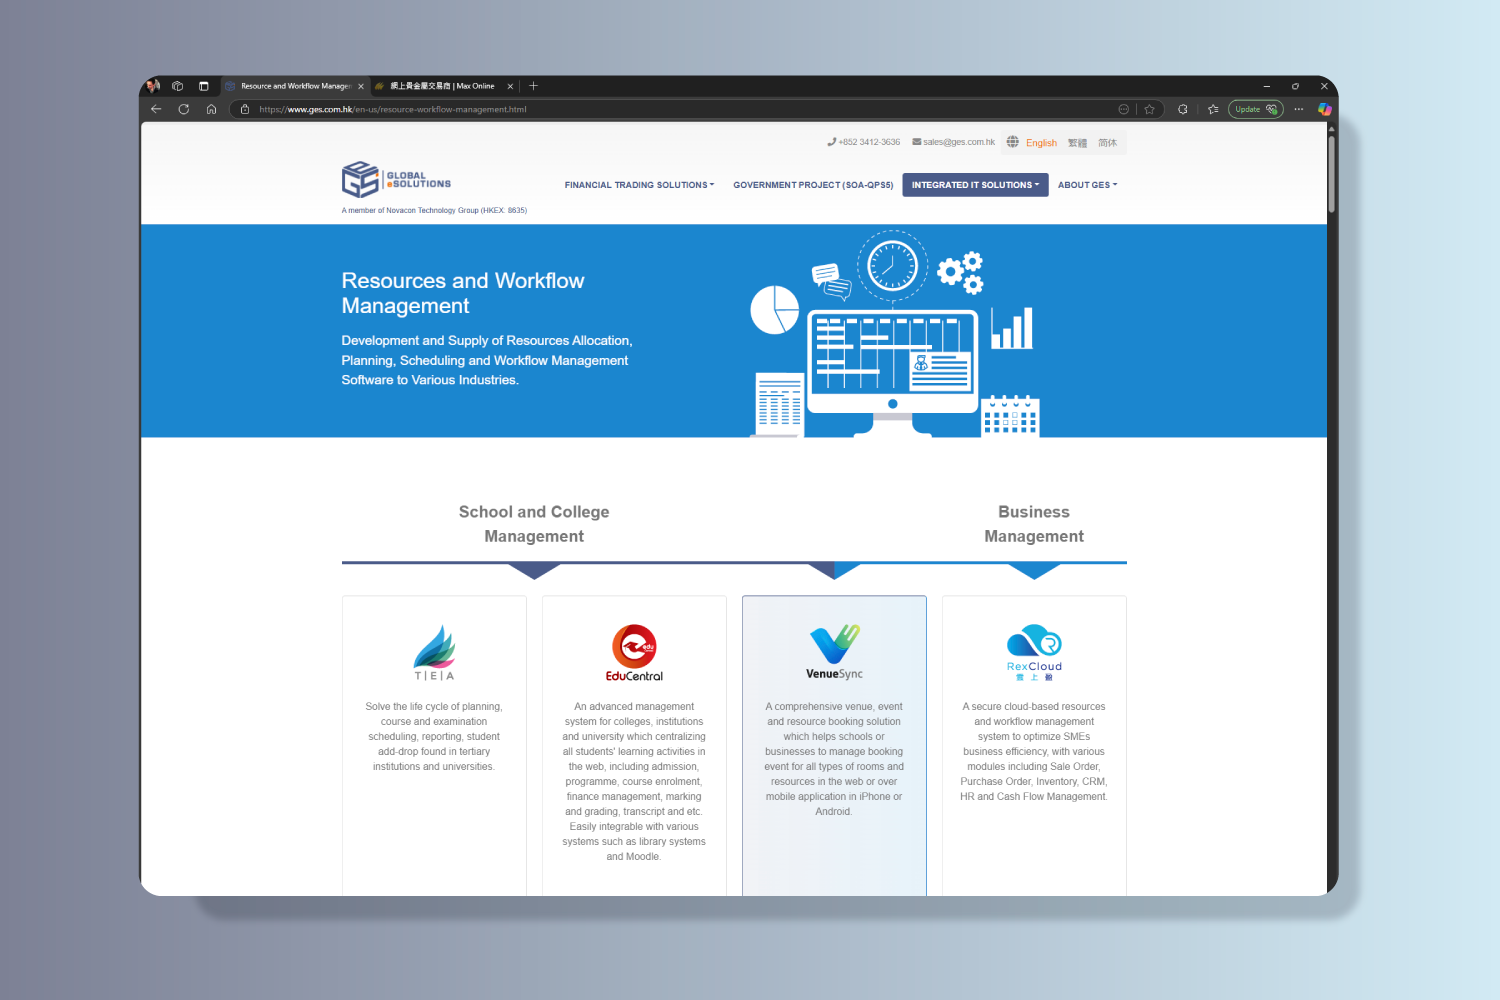 Resource and Workflow Manage
網上貴金屬交易商 | Max Online
https://www.ges.com.hk/en-us/resource-workflow-management.html
Update
+852 3412-3636
sales@ges.com.hk
English 繁體 简体
GLOBAL
eSOLUTIONS
A member of Novacon Technology Group (HKEX: 8635)
FINANCIAL TRADING SOLUTIONS
GOVERNMENT PROJECT (SOA-QPS5)
INTEGRATED IT SOLUTIONS
ABOUT GES
Resources and Workflow
Management
Development and Supply of Resources Allocation,
Planning, Scheduling and Workflow Management
Software to Various Industries.
School and College
Management
Business
Management
T|E|A
Solve the life cycle of planning,
course and examination
scheduling, reporting, student
add-drop found in tertiary
institutions and universities.
edu
EduCentral
An advanced management
system for colleges, institutions
and university which centralizing
all students' learning activities in
the web, including admission,
programme, course enrolment,
finance management, marking
and grading, transcript and etc.
Easily integrable with various
systems such as library systems
and Moodle.
VenueSync
A comprehensive venue, event
and resource booking solution
which helps schools or
businesses to manage booking
event for all types of rooms and
resources in the web or over
mobile application in iPhone or
Android.
R
RexCloud
雲上
A secure cloud-based resources
and workflow management
system to optimize SMEs
business efficiency, with various
modules including Sale Order,
Purchase Order, Inventory, CRM,
HR and Cash Flow Management.